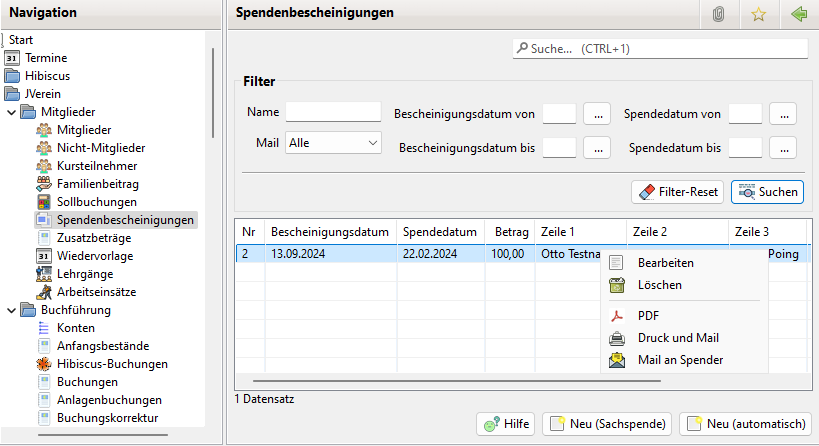 Navigation
Start
31 Termine
Hibiscus
JVerein
Mitglieder
Mitglieder
Nicht-Mitglieder
Kursteilnehmer
Familienbeitrag
Sollbuchungen
Spendenbescheinigungen
Zusatzbeträge
31 Wiedervorlage
Lehrgänge
Arbeitseinsätze
Buchführung
Konten
Anfangsbestände
Hibiscus-Buchungen
Buchungen
Anlagenbuchungen
Buchungskorrektur
Spendenbescheinigungen
Suche... (CTRL+1)
Filter
Name Bescheinigungsdatum von ... Spendedatum von ...
Mail Alle Bescheinigungsdatum bis ... Spendedatum bis ...
Filter-Reset Suchen
Nr Bescheinigungsdatum Spendedatum Betrag Zeile 1 Zeile 2 Zeile 3
2 13.09.2024 22.02.2024 100,00 Otto Testna Poing
Bearbeiten
Löschen
PDF
Druck und Mail
Mail an Spender
1 Datensatz
Hilfe Neu (Sachspende) Neu (automatisch)